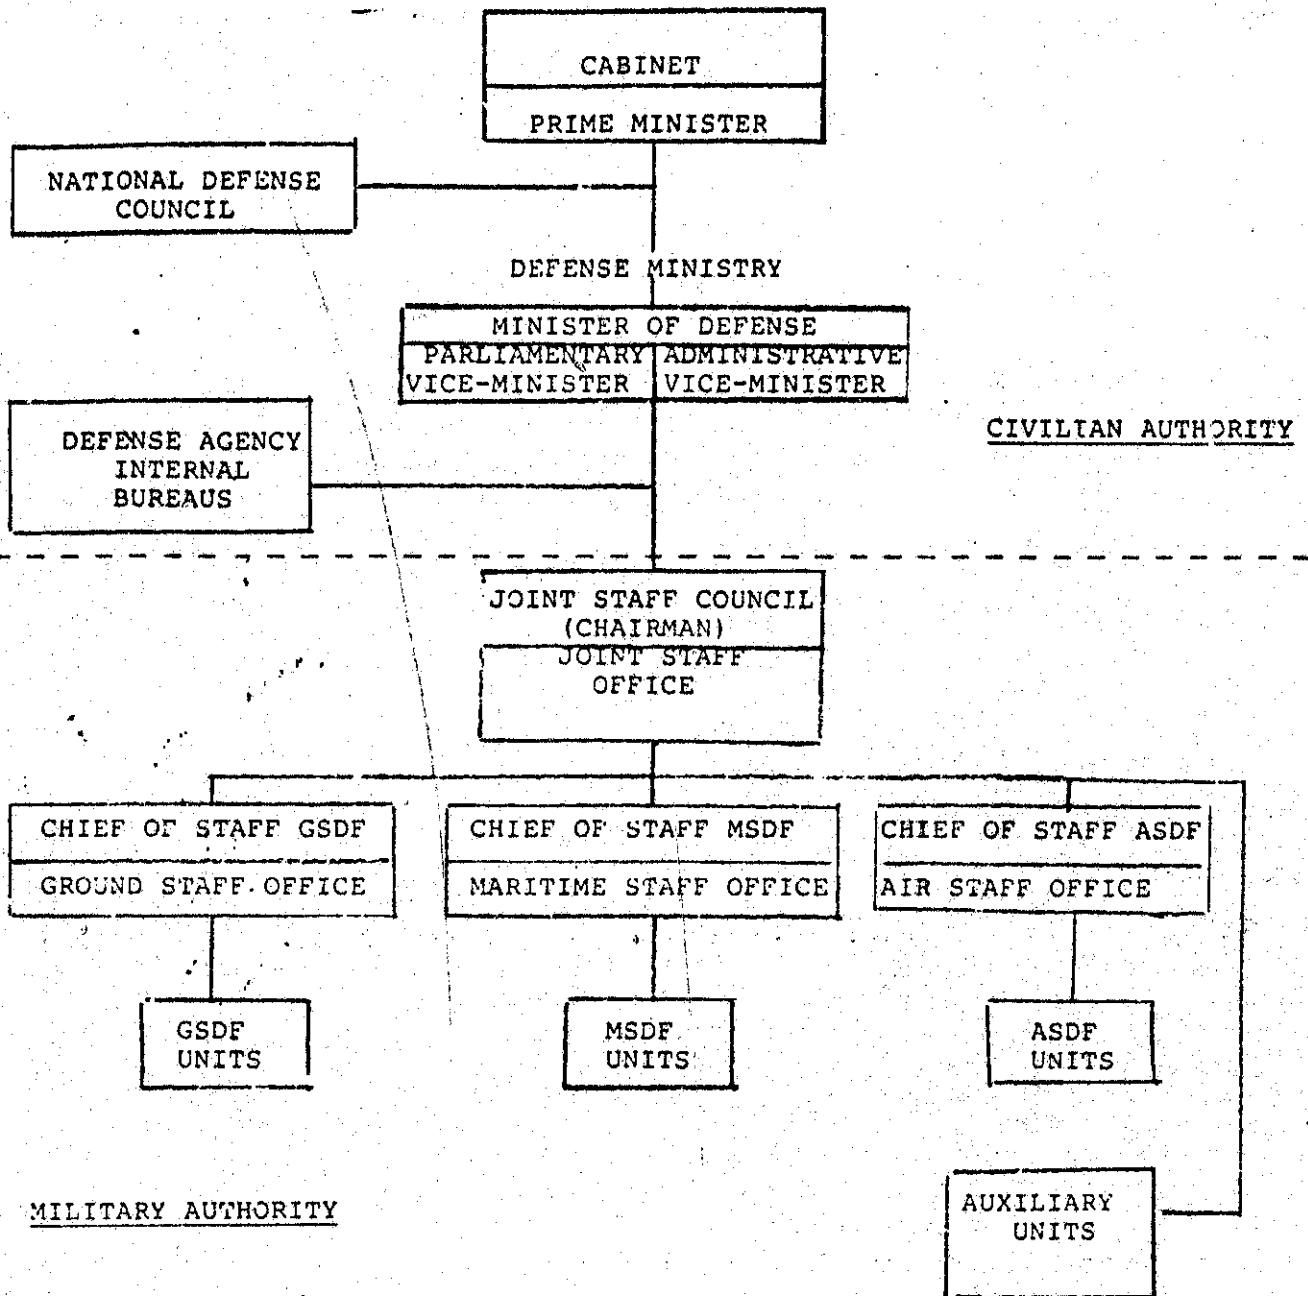 CABINET
PRIME MINISTER
NATIONAL DEFENSE
COUNCIL
DEFENSE MINISTRY
MINISTER OF DEFENSE
PARLIAMENTARY
VICE-MINISTER
ADMINISTRATIVE
VICE-MINISTER
CIVILIAN AUTHORITY
DEFENSE AGENCY
INTERNAL
BUREAUS
JOINT STAFF COUNCIL
(CHAIRMAN)
JOINT STAFF
OFFICE
CHIEF OF STAFF GSDF
GROUND STAFF OFFICE
CHIEF OF STAFF MSDF
MARITIME STAFF OFFICE
CHIEF OF STAFF ASDF
AIR STAFF OFFICE
GSDF
UNITS
MSDF
UNITS
ASDF
UNITS
MILITARY AUTHORITY
AUXILIARY
UNITS